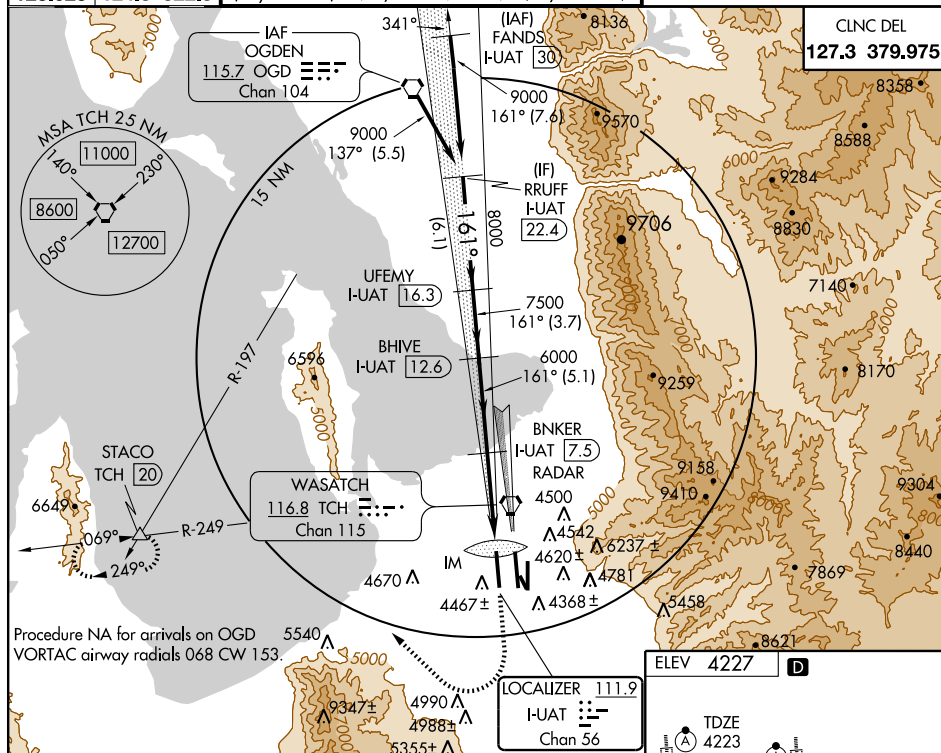 CLNC DEL
127.3 379.975
IAF
OGDEN
115.7 OGD
Chan 104
341°
(IAF)
FANDS
I-UAT 30
8136
5000
9000
161° (7.6)
9570
8358
8588
6000
9284
8830
MSA TCH 25 NM
11000
140°
230°
8600
050°
12700
15 NM
9000
137° (5.5)
(IF)
RRUFF
I-UAT
22.4
161°
(6.1)
8000
9706
UFEMY
I-UAT 16.3
7500
161° (3.7)
7140
BHIVE
I-UAT 12.6
6000
161° (5.1)
8170
R-197
6596
5000
9259
STACO
TCH 20
BNKER
I-UAT 7.5
RADAR
9158
9410
9304
8440
WASATCH
116.8 TCH
Chan 115
4500
6649
069°
R-249
249°
4542
4620±
6237±
8000
IM
4670
4467±
4781
4368±
7869
5458
Procedure NA for arrivals on OGD
VORTAC airway radials 068 CW 153.
5540
5000
8621
9347±
4990
4988±
5355±
LOCALIZER 111.9
I-UAT
Chan 56
ELEV 4227
D
A
TDZE
4223